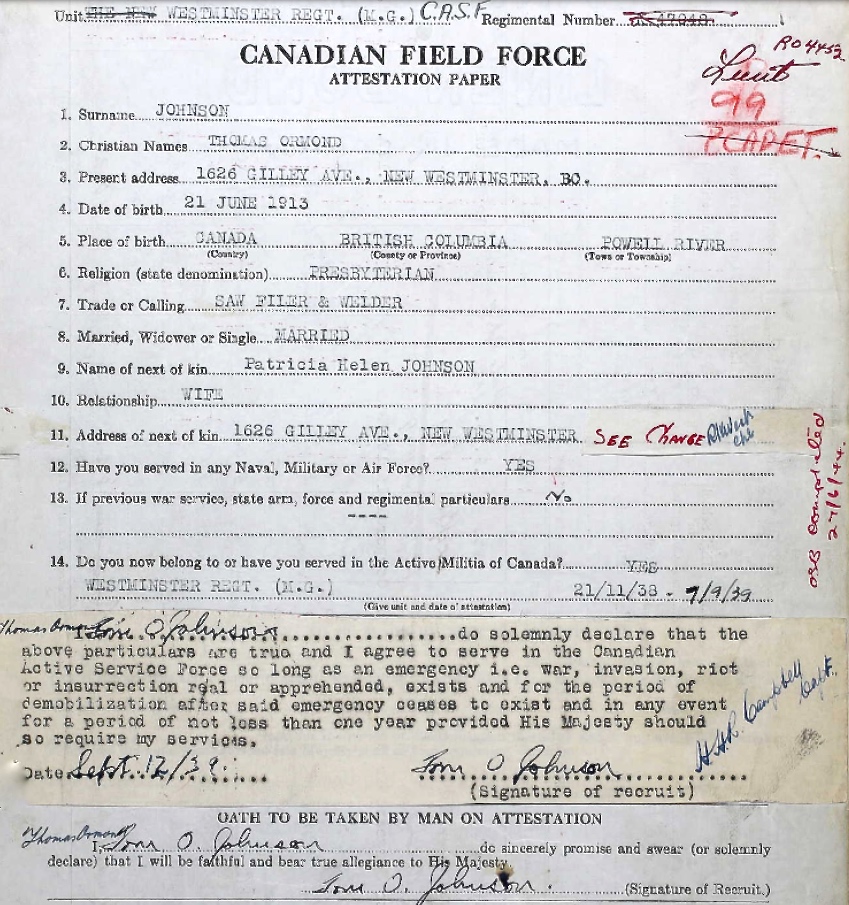 Unit THE NEW WESTMINSTER REGT. (M.G.) C.A.S.F. Regimental Number K 47048
RO 4452
CANADIAN FIELD FORCE
Lieut
ATTESTATION PAPER
99
PCADET.
1. Surname JOHNSON
2. Christian Names THOMAS ORMOND
3. Present address 1626 GILLEY AVE., NEW WESTMINSTER, BC.
4. Date of birth 21 JUNE 1913
5. Place of birth CANADA BRITISH COLUMBIA POWELL RIVER
(Country) (County or Province) (Town or Township)
6. Religion (state denomination) PRESBYTERIAN
7. Trade or Calling SAW FILER & WELDER
8. Married, Widower or Single MARRIED
9. Name of next of kin Patricia Helen JOHNSON
10. Relationship WIFE
11. Address of next of kin 1626 GILLEY AVE., NEW WESTMINSTER SEE CHANGE
12. Have you served in any Naval, Military or Air Force? YES
13. If previous war service, state arm, force and regimental particulars No
----
OSB completed
27/6/44.
14. Do you now belong to or have you served in the Active Militia of Canada? YES
WESTMINSTER REGT. (M.G.) 21/11/38 - 7/9/39
(Give unit and date of attestation)
Thomas Ormond
I, Tom O. Johnson do solemnly declare that the
above particulars are true and I agree to serve in the Canadian
Active Service Force so long as an emergency i.e. war, invasion, riot
or insurrection real or apprehended, exists and for the period of
demobilization after said emergency ceases to exist and in any event
for a period of not less than one year provided His Majesty should
so require my services.
Campbell Capt.
Date Sept. 12/39. Tom O Johnson
(Signature of recruit)
OATH TO BE TAKEN BY MAN ON ATTESTATION
Thomas Ormond
I, Tom O. Johnson do sincerely promise and swear (or solemnly
declare) that I will be faithful and bear true allegiance to His Majesty.
Tom O. Johnson. (Signature of Recruit.)